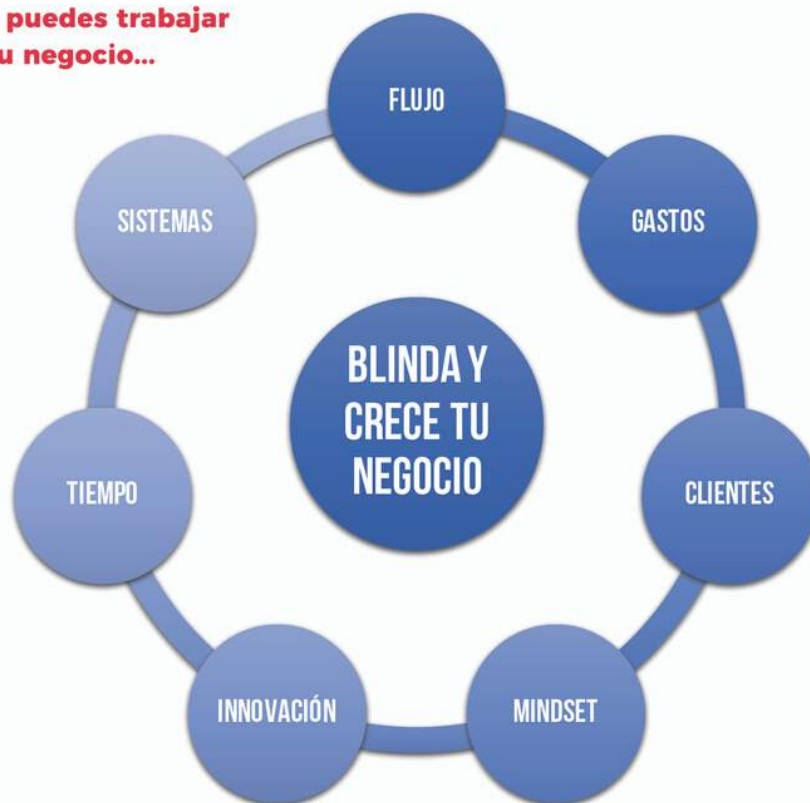 puedes trabajar
u negocio...
FLUJO
GASTOS
CLIENTES
MINDSET
INNOVACIÓN
TIEMPO
SISTEMAS
BLINDA Y
CRECE TU
NEGOCIO